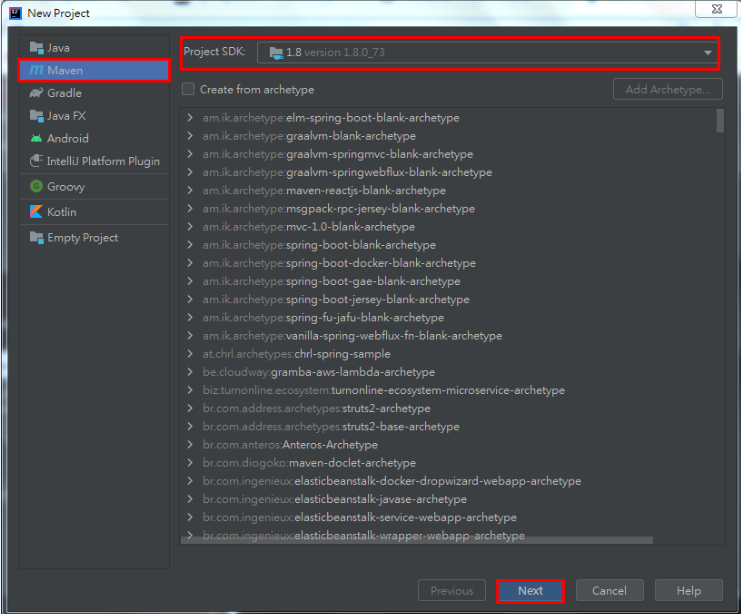 New Project
Java
Maven
Gradle
Java FX
Android
IntelliJ Platform Plugin
Groovy
Kotlin
Empty Project
Project SDK: 1.8 version 1.8.0_73
Create from archetype
Add Archetype...
am.ik.archetype:elm-spring-boot-blank-archetype
am.ik.archetype:graalvm-blank-archetype
am.ik.archetype:graalvm-springmvc-blank-archetype
am.ik.archetype:graalvm-springwebflux-blank-archetype
am.ik.archetype:maven-reactjs-blank-archetype
am.ik.archetype:msgpack-rpc-jersey-blank-archetype
am.ik.archetype:mvc-1.0-blank-archetype
am.ik.archetype:spring-boot-blank-archetype
am.ik.archetype:spring-boot-docker-blank-archetype
am.ik.archetype:spring-boot-gae-blank-archetype
am.ik.archetype:spring-boot-jersey-blank-archetype
am.ik.archetype:spring-fu-jafu-blank-archetype
am.ik.archetype:vanilla-spring-webflux-fn-blank-archetype
at.chrl.archetypes:chrl-spring-sample
be.cloudway:gramba-aws-lambda-archetype
biz.turnonline.ecosystem:turnonline-ecosystem-microservice-archetype
br.com.address.archetypes:struts2-archetype
br.com.address.archetypes:struts2-base-archetype
br.com.anteros:Anteros-Archetype
br.com.diogoko:maven-doclet-archetype
br.com.ingenieux:elasticbeanstalk-docker-dropwizard-webapp-archetype
br.com.ingenieux:elasticbeanstalk-javase-archetype
br.com.ingenieux:elasticbeanstalk-service-webapp-archetype
br.com.ingenieux:elasticbeanstalk-wrapper-webapp-archetype
Previous
Next
Cancel
Help